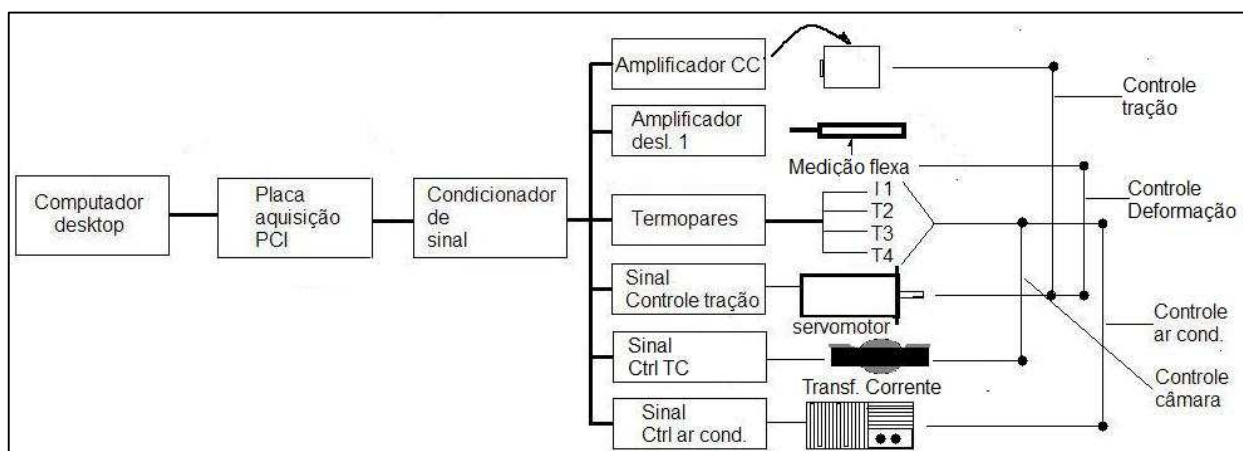 Computador
desktop
Placa
aquisição
PCI
Condicionador
de
sinal
Amplificador CC
Amplificador
desl. 1
Termopares
Sinal
Controle tração
Sinal
Ctrl TC
Sinal
Ctrl ar cond.
Medição flexa
T1
T2
T3
T4
servomotor
Transf. Corrente
Controle
tração
Controle
Deformação
Controle
ar cond.
Controle
câmara